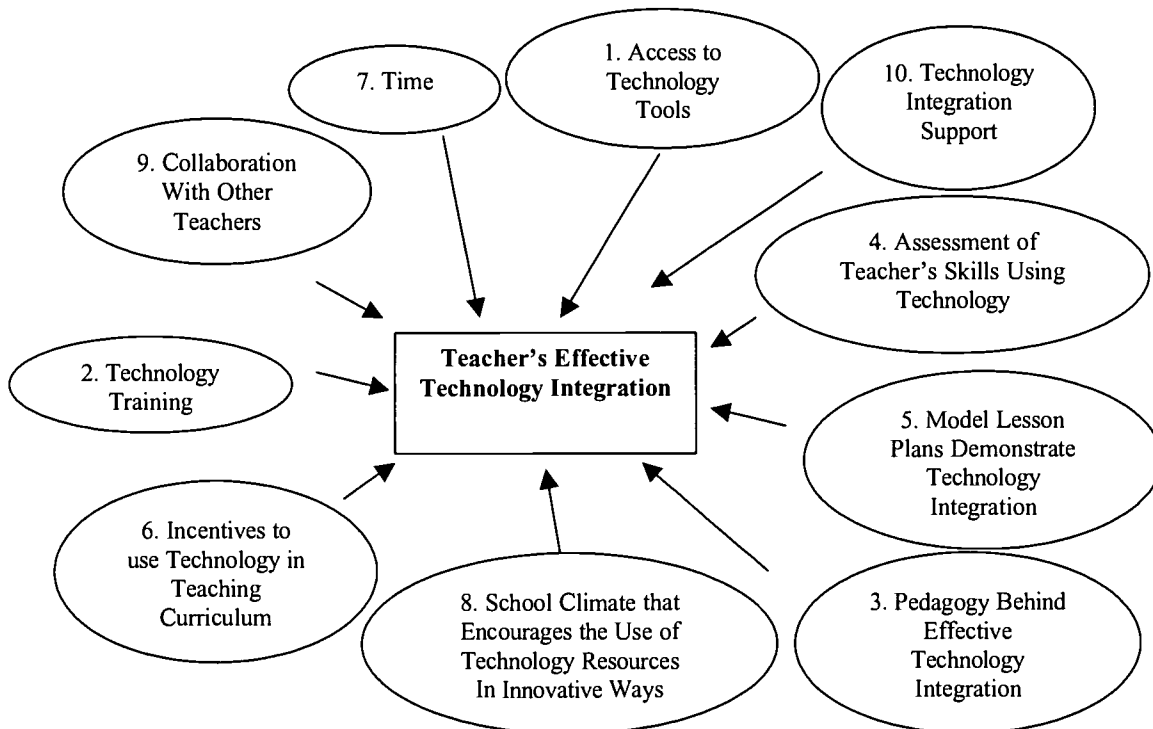 7. Time
1. Access to
Technology
Tools
10. Technology
Integration
Support
9. Collaboration
With Other
Teachers
4. Assessment of
Teacher's Skills Using
Technology
Teacher's Effective
Technology Integration
2. Technology
Training
5. Model Lesson
Plans Demonstrate
Technology
Integration
6. Incentives to
use Technology in
Teaching
Curriculum
8. School Climate that
Encourages the Use of
Technology Resources
In Innovative Ways
3. Pedagogy Behind
Effective
Technology
Integration